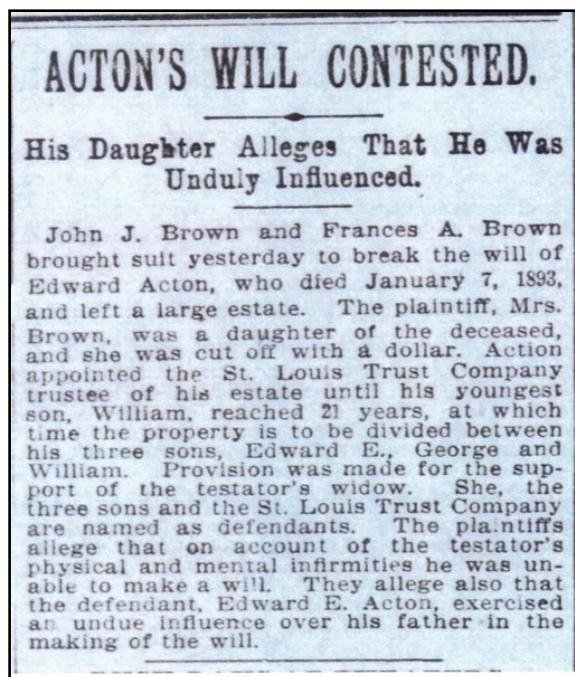 ACTON'S WILL CONTESTED.
His Daughter Alleges That He Was
Unduly Influenced.
John J. Brown and Frances A. Brown
brought suit yesterday to break the will of
Edward Acton, who died January 7, 1893,
and left a large estate. The plaintiff, Mrs.
Brown, was a daughter of the deceased,
and she was cut off with a dollar. Action
appointed the St. Louis Trust Company
trustee of his estate until his youngest
son, William, reached 21 years, at which
time the property is to be divided between
his three sons, Edward E., George and
William. Provision was made for the sup-
port of the testator's widow. She, the
three sons and the St. Louis Trust Company
are named as defendants. The plaintiffs
allege that on account of the testator's
physical and mental infirmities he was un-
able to make a will. They allege also that
the defendant, Edward E. Acton, exercised
an undue influence over his father in the
making of the will.